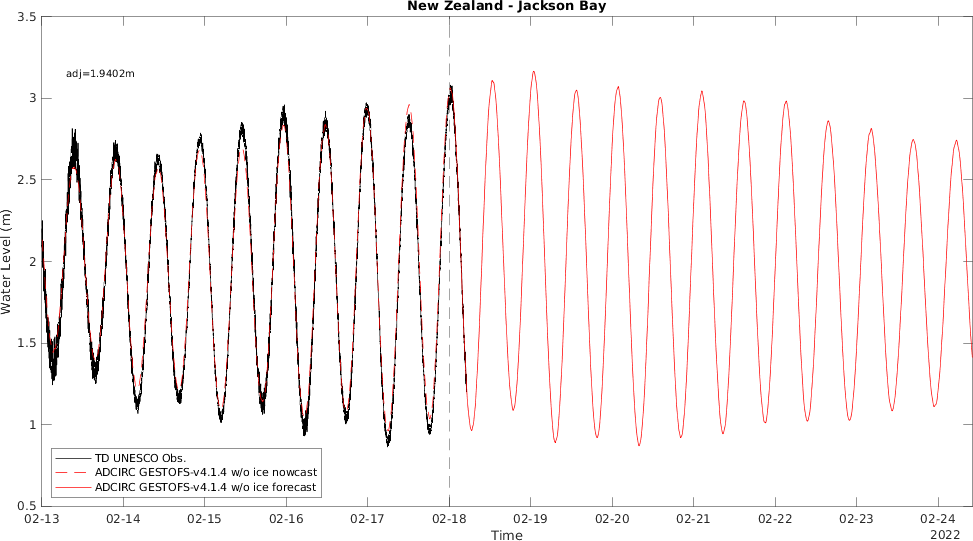 New Zealand - Jackson Bay
3.5
adj=1.9402m
3
2.5
2
1.5
1
0.5
Water Level (m)
TD UNESCO Obs.
ADCIRC GESTOFS-v4.1.4 w/o ice nowcast
ADCIRC GESTOFS-v4.1.4 w/o ice forecast
02-13 02-14 02-15 02-16 02-17 02-18 02-19 02-20 02-21 02-22 02-23 02-24
2022
Time